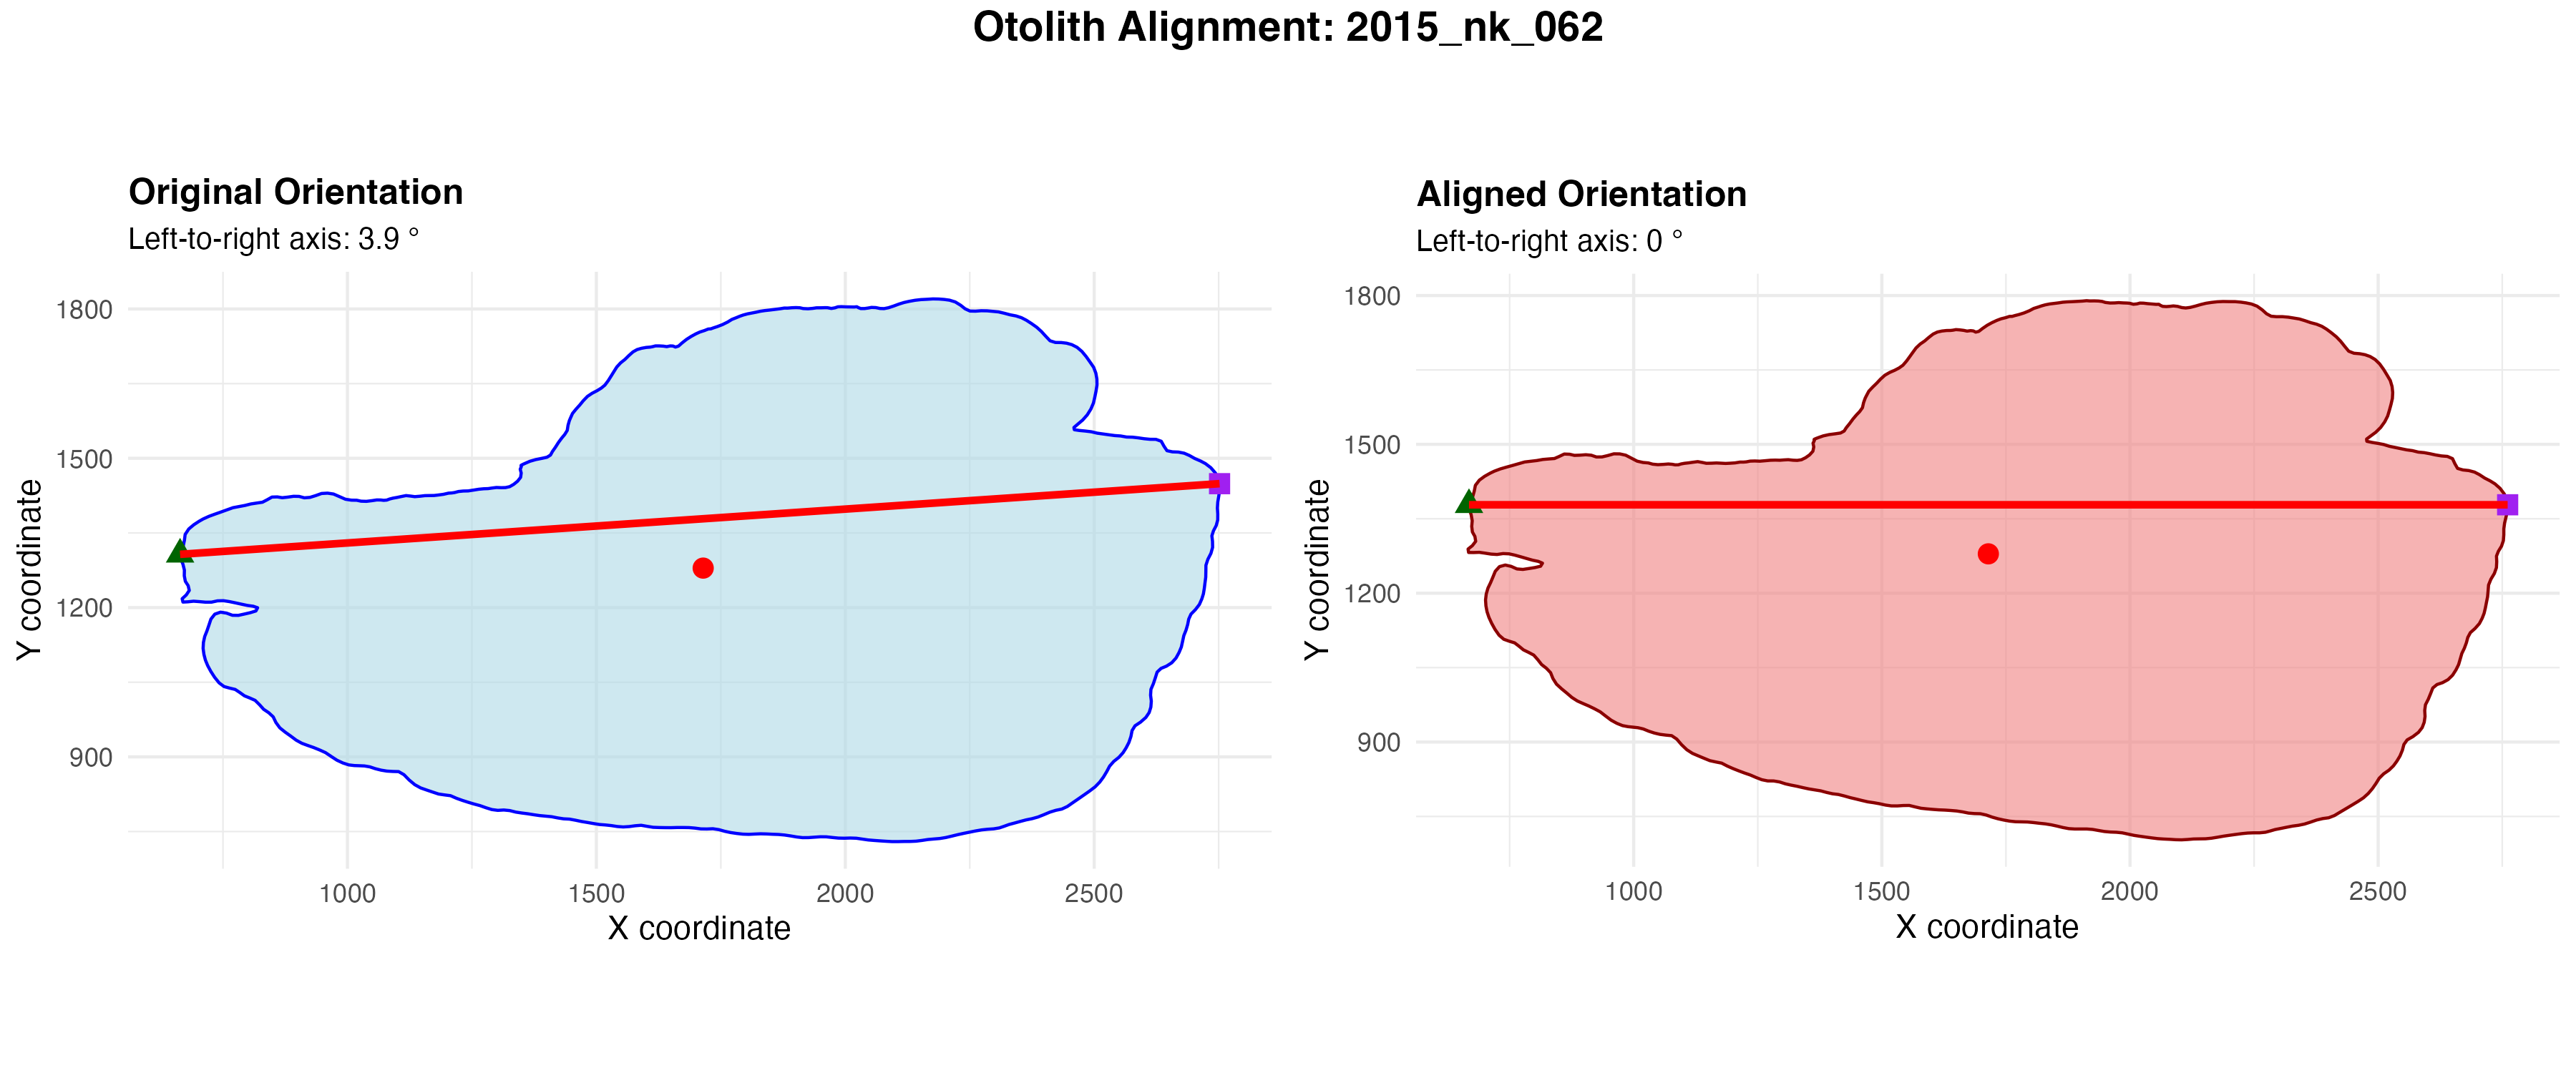 Otolith Alignment: 2015_nk_062
Original Orientation
Left-to-right axis: 3.9 °
1800
1500
1200
900
Y coordinate
1000 1500 2000 2500
X coordinate
Aligned Orientation
Left-to-right axis: 0 °
1800
1500
1200
900
Y coordinate
1000 1500 2000 2500
X coordinate